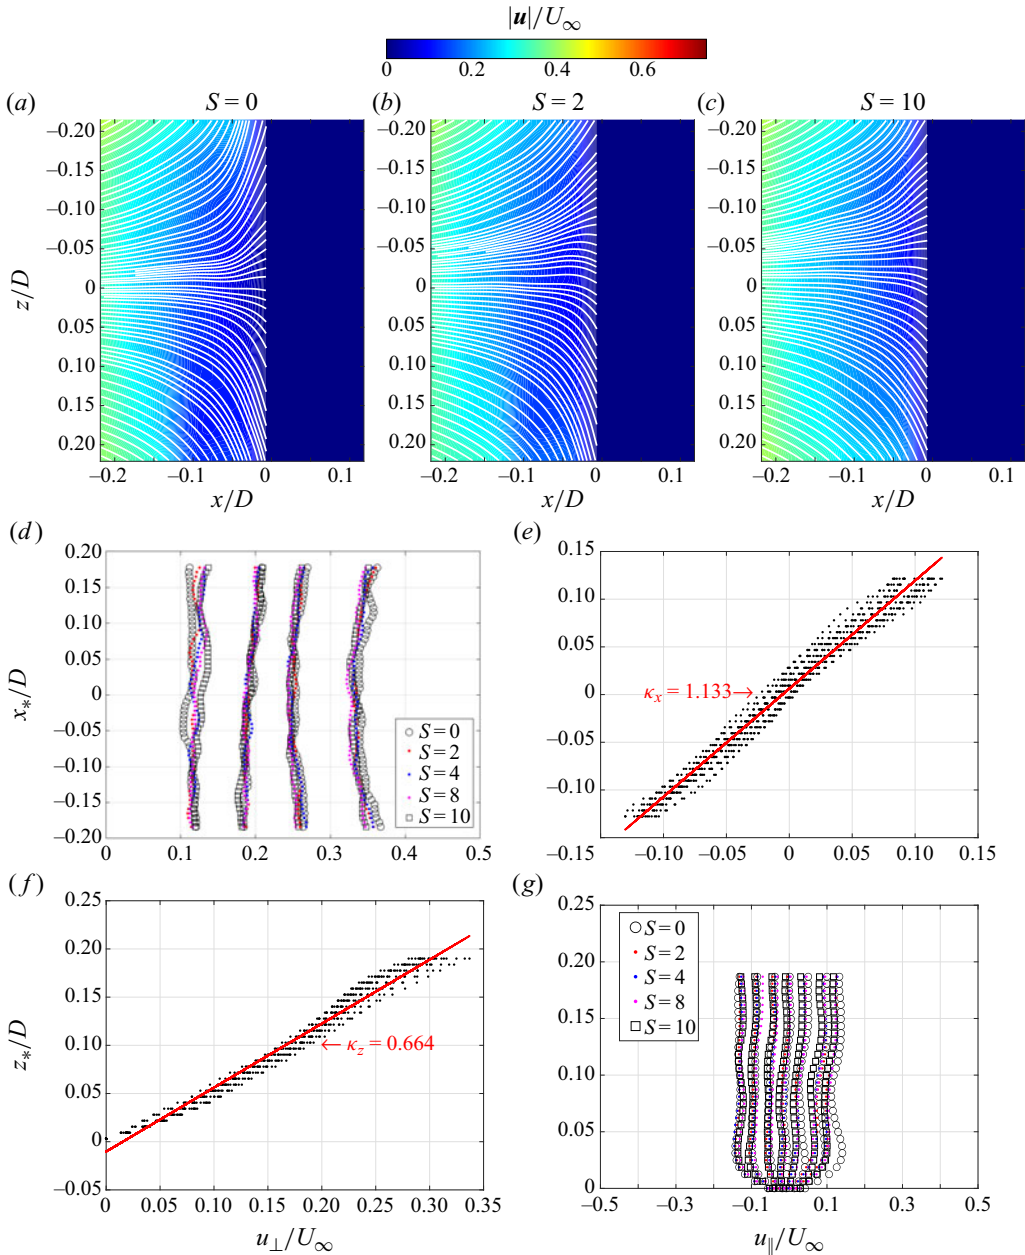 |u|/U∞
0 0.2 0.4 0.6
(a) S = 0 (b) S = 2 (c) S = 10
–0.20 –0.20 –0.20
–0.15 –0.15 –0.15
–0.10 –0.10 –0.10
–0.05 –0.05 –0.05
z/D 0 0 0
0.05 0.05 0.05
0.10 0.10 0.10
0.15 0.15 0.15
0.20 0.20 0.20
–0.2 –0.1 0 0.1 –0.2 –0.1 0 0.1 –0.2 –0.1 0 0.1
x/D x/D x/D
(d)
0.20
0.15
0.10
0.05
x*/D 0
–0.05
–0.10
–0.15
–0.20
S = 0
S = 2
S = 4
S = 8
S = 10
0 0.1 0.2 0.3 0.4 0.5
(e)
0.15
0.10
0.05
0
–0.05
–0.10
–0.15
κx = 1.133→
–0.10 –0.05 0 0.05 0.10 0.15
(f)
0.25
0.20
0.15
z*/D 0.10
0.05
0
–0.05
← κz = 0.664
0 0.05 0.10 0.15 0.20 0.25 0.30 0.35
u⊥/U∞
(g)
0.25
0.20
0.15
0.10
0.05
0
S = 0
S = 2
S = 4
S = 8
S = 10
–0.5 –0.4 –0.1 0 0.1 0.4 0.5
u∥/U∞